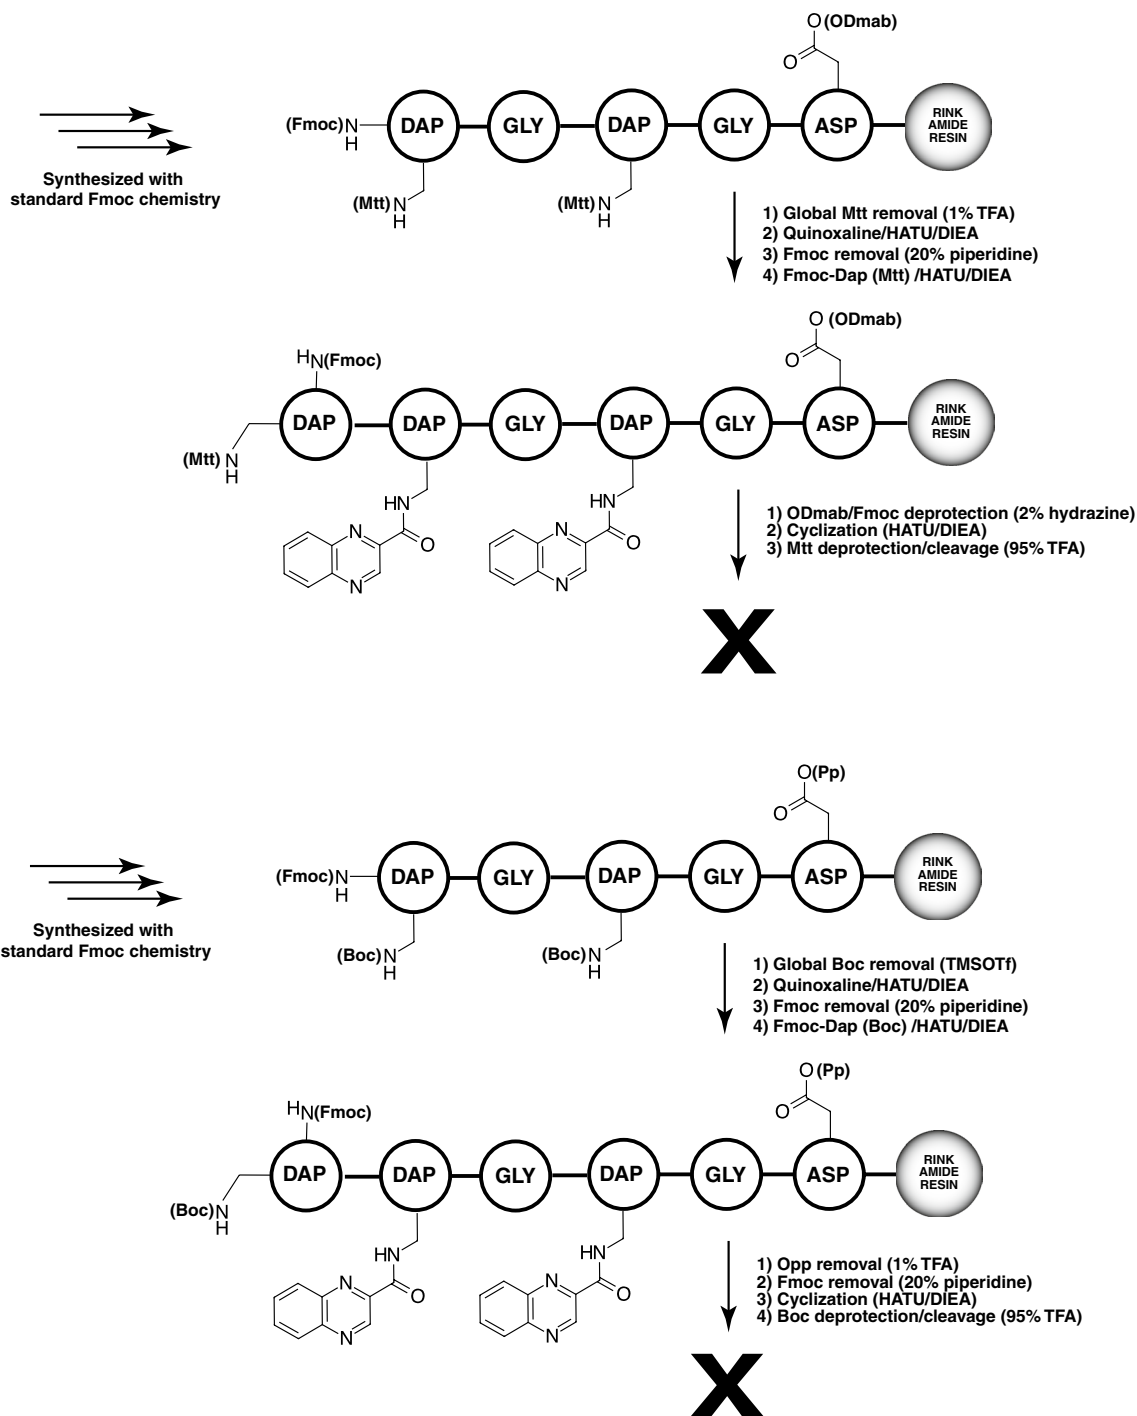 O(ODmab)
O
(Fmoc)N
H
DAP
GLY
DAP
GLY
ASP
RINK
AMIDE
RESIN
Synthesized with
standard Fmoc chemistry
(Mtt)N
H
(Mtt)N
H
1) Global Mtt removal (1% TFA)
2) Quinoxaline/HATU/DIEA
3) Fmoc removal (20% piperidine)
4) Fmoc-Dap (Mtt) /HATU/DIEA
O (ODmab)
O
HN(Fmoc)
DAP
DAP
GLY
DAP
GLY
ASP
RINK
AMIDE
RESIN
(Mtt) N
H
HN
O
N
N
HN
O
N
N
1) ODmab/Fmoc deprotection (2% hydrazine)
2) Cyclization (HATU/DIEA)
3) Mtt deprotection/cleavage (95% TFA)
X
O(Pp)
O
(Fmoc)N
H
DAP
GLY
DAP
GLY
ASP
RINK
AMIDE
RESIN
Synthesized with
standard Fmoc chemistry
(Boc)N
H
(Boc)N
H
1) Global Boc removal (TMSOTf)
2) Quinoxaline/HATU/DIEA
3) Fmoc removal (20% piperidine)
4) Fmoc-Dap (Boc) /HATU/DIEA
O (Pp)
O
HN(Fmoc)
DAP
DAP
GLY
DAP
GLY
ASP
RINK
AMIDE
RESIN
(Boc)N
H
HN
O
N
N
HN
O
N
N
1) Opp removal (1% TFA)
2) Fmoc removal (20% piperidine)
3) Cyclization (HATU/DIEA)
4) Boc deprotection/cleavage (95% TFA)
X